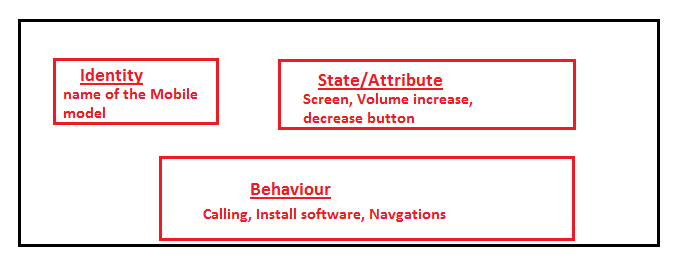 Identity
name of the Mobile
model
State/Attribute
Screen, Volume increase,
decrease button
Behaviour
Calling, Install software, Navgations